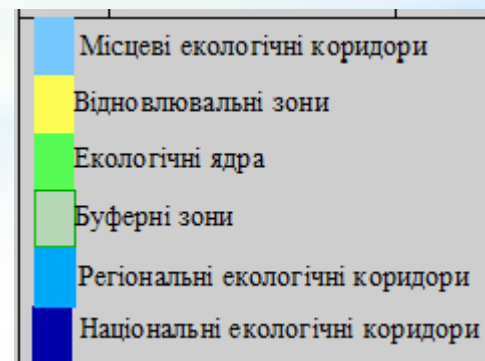 Місцеві екологічні коридори
Відновлювальні зони
Екологічні ядра
Буферні зони
Регіональні екологічні коридори
Національні екологічні коридори